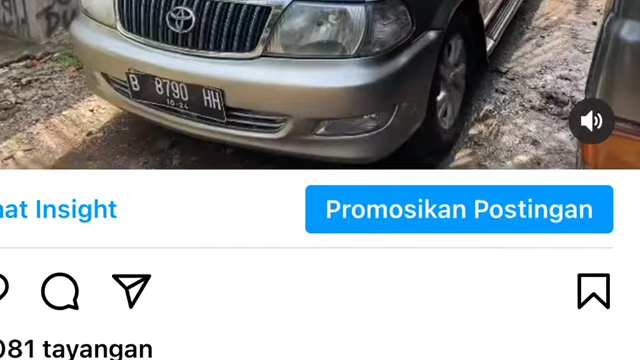 B 8790 HH
10·24
hat Insight
Promosikan Postingan
081 tayangan